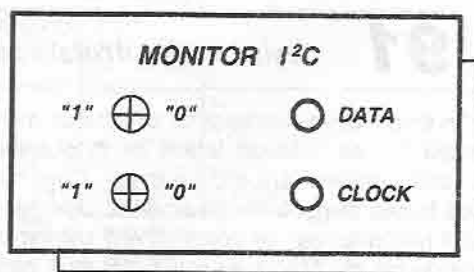 MONITOR I²C
"1" "0" DATA
"1" "0" CLOCK